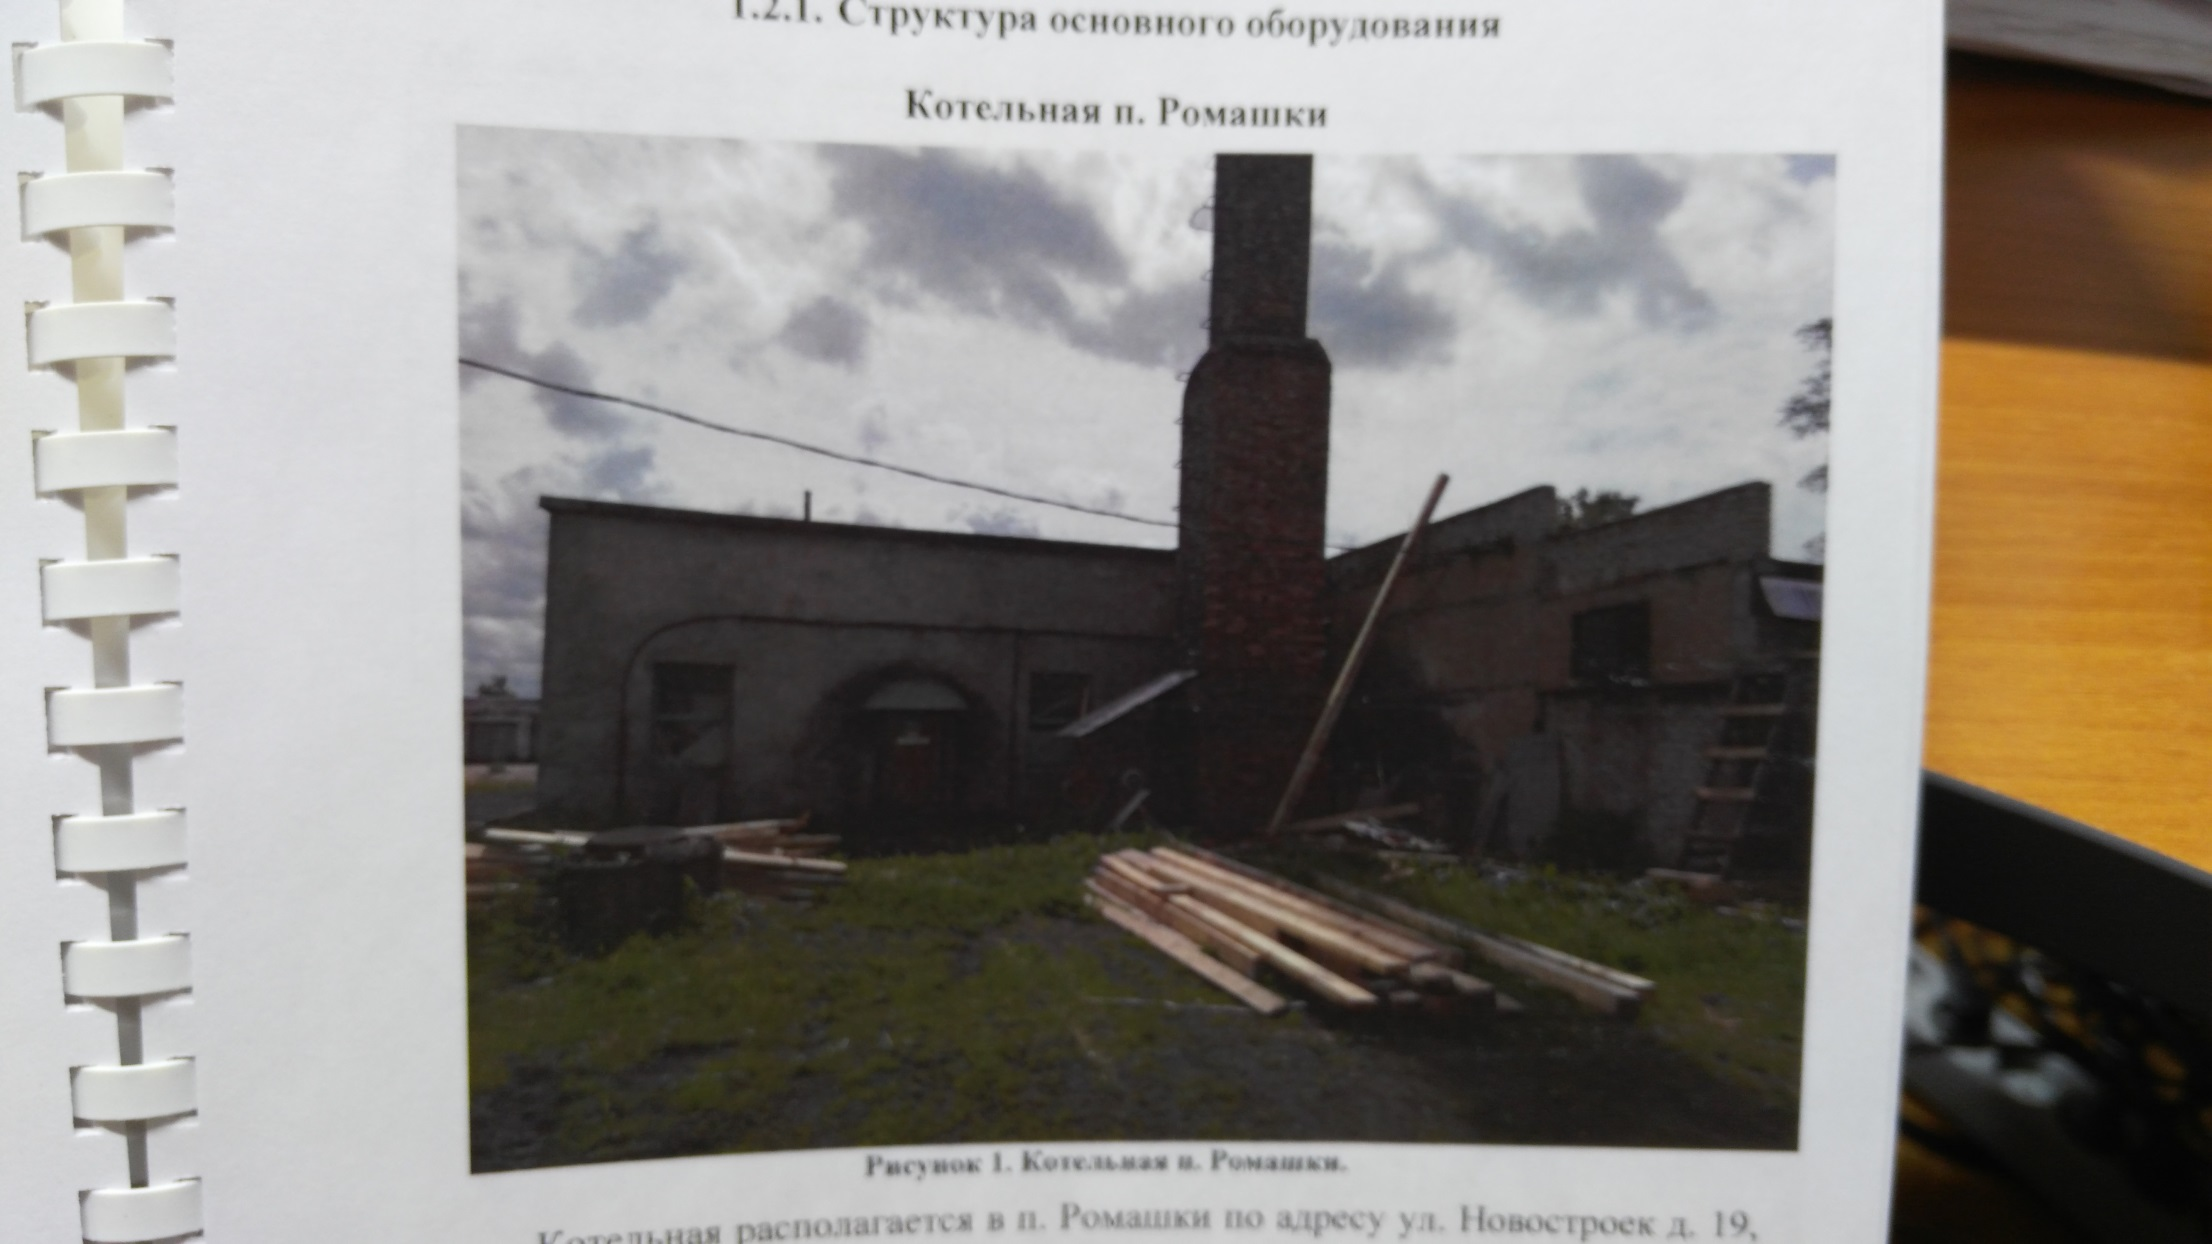 1.2.1. Структура основного оборудования
Котельная п. Ромашки
Рисунок 1. Котельная п. Ромашки.
Котельная располагается в п. Ромашки по адресу ул. Новостроек д. 19,